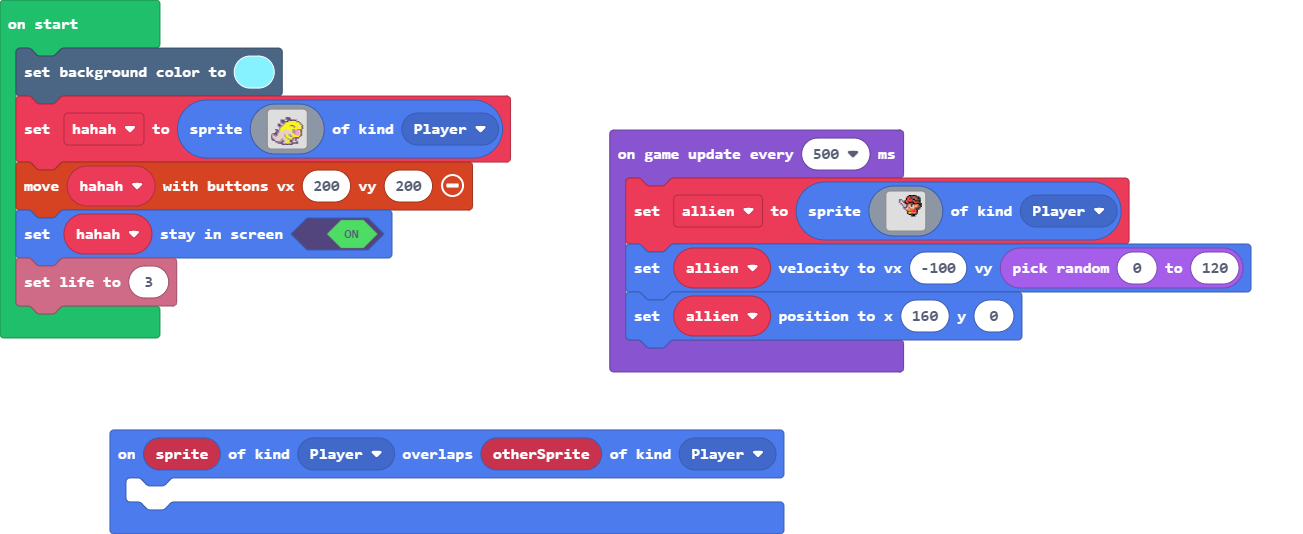 on start
set background color to
set hahah to sprite of kind Player
move hahah with buttons vx 200 vy 200
set hahah stay in screen ON
set life to 3
on game update every 500 ms
set allien to sprite of kind Player
set allien velocity to vx -100 vy pick random 0 to 120
set allien position to x 160 y 0
on sprite of kind Player overlaps otherSprite of kind Player